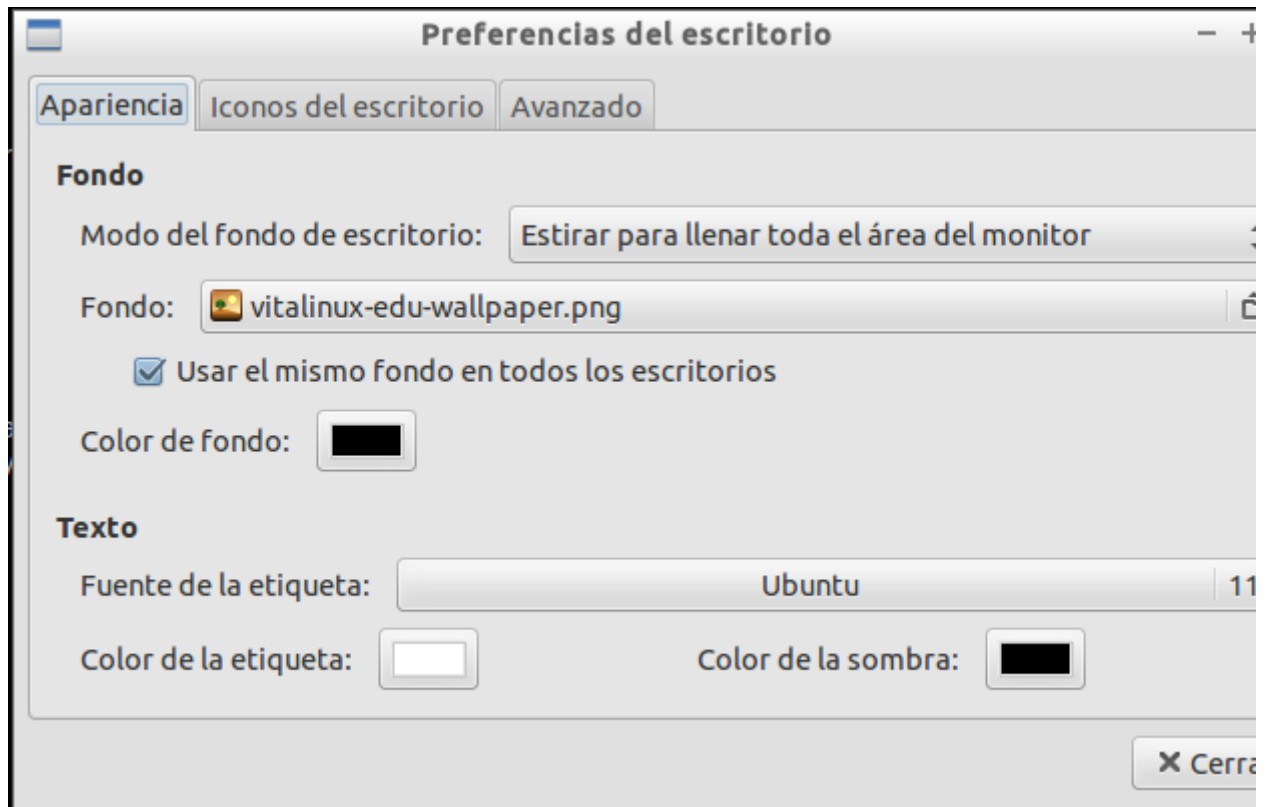 Preferencias del escritorio
Apariencia Iconos del escritorio Avanzado
Fondo
Modo del fondo de escritorio: Estirar para llenar toda el área del monitor
Fondo: vitalinux-edu-wallpaper.png
Usar el mismo fondo en todos los escritorios
Color de fondo:
Texto
Fuente de la etiqueta: Ubuntu 11
Color de la etiqueta: Color de la sombra:
Cerra